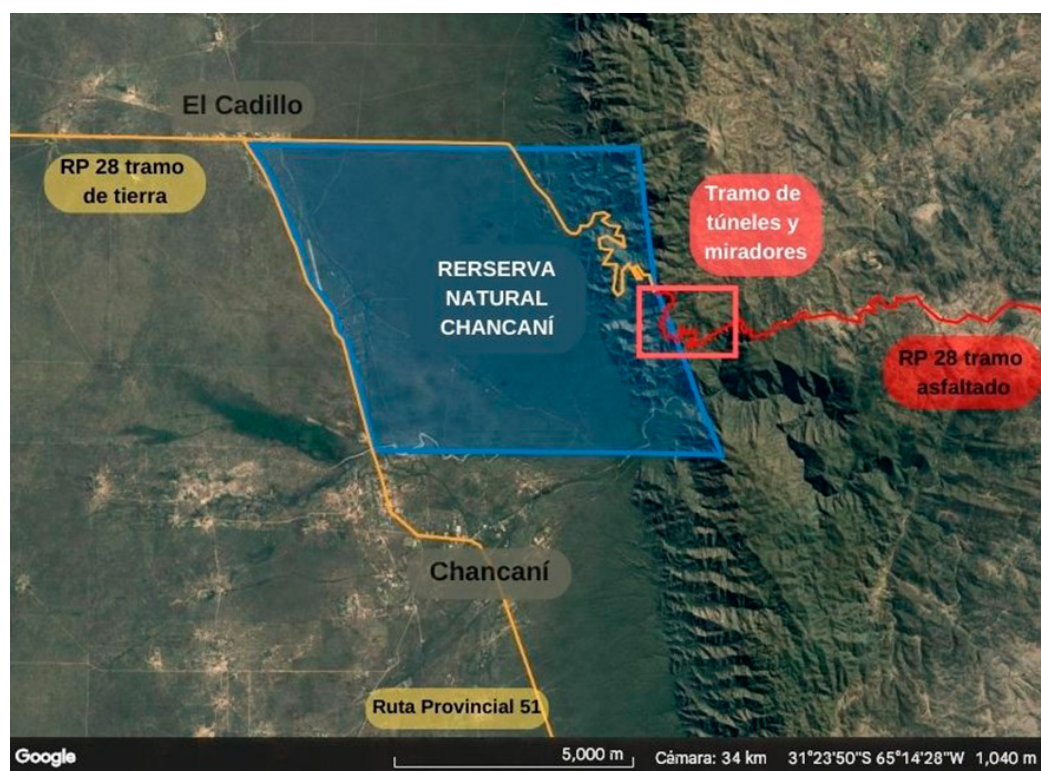 El Cadillo
RP 28 tramo
de tierra
Tramo de
túneles y
miradores
RERSERVA
NATURAL
CHANCANÍ
RP 28 tramo
asfaltado
Chancaní
Ruta Provincial 51
Google
5,000 m
Cámara: 34 km
31°23'50"S 65°14'28"W
1,040 m